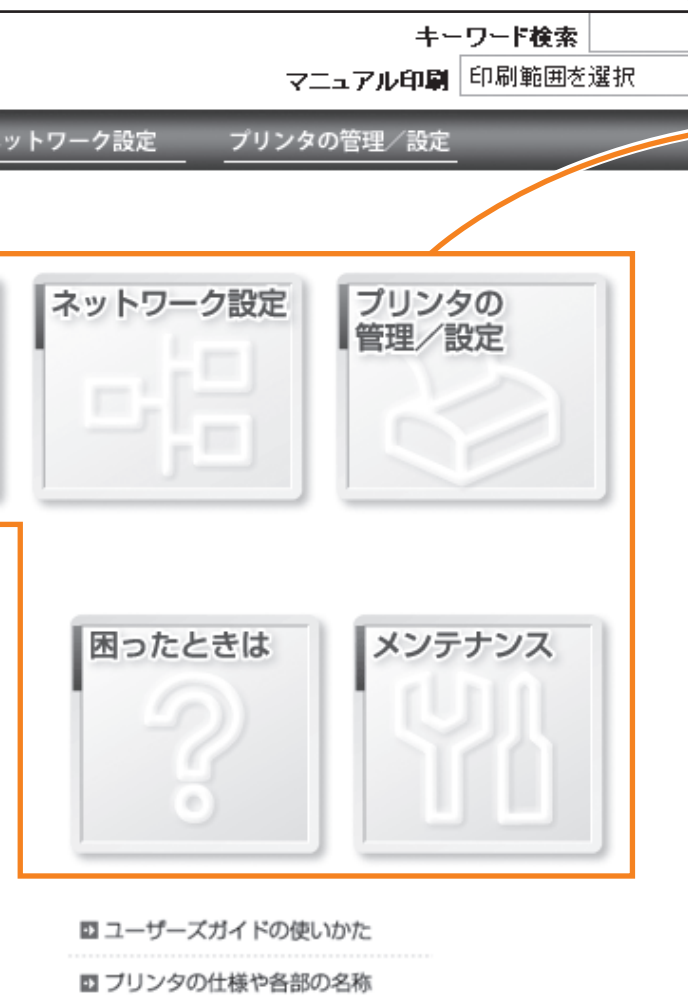 キーワード検索
マニュアル印刷 印刷範囲を選択
ットワーク設定 プリンタの管理／設定
ネットワーク設定
プリンタの
管理／設定
困ったときは
メンテナンス
ユーザーズガイドの使いかた
プリンタの仕様や各部の名称